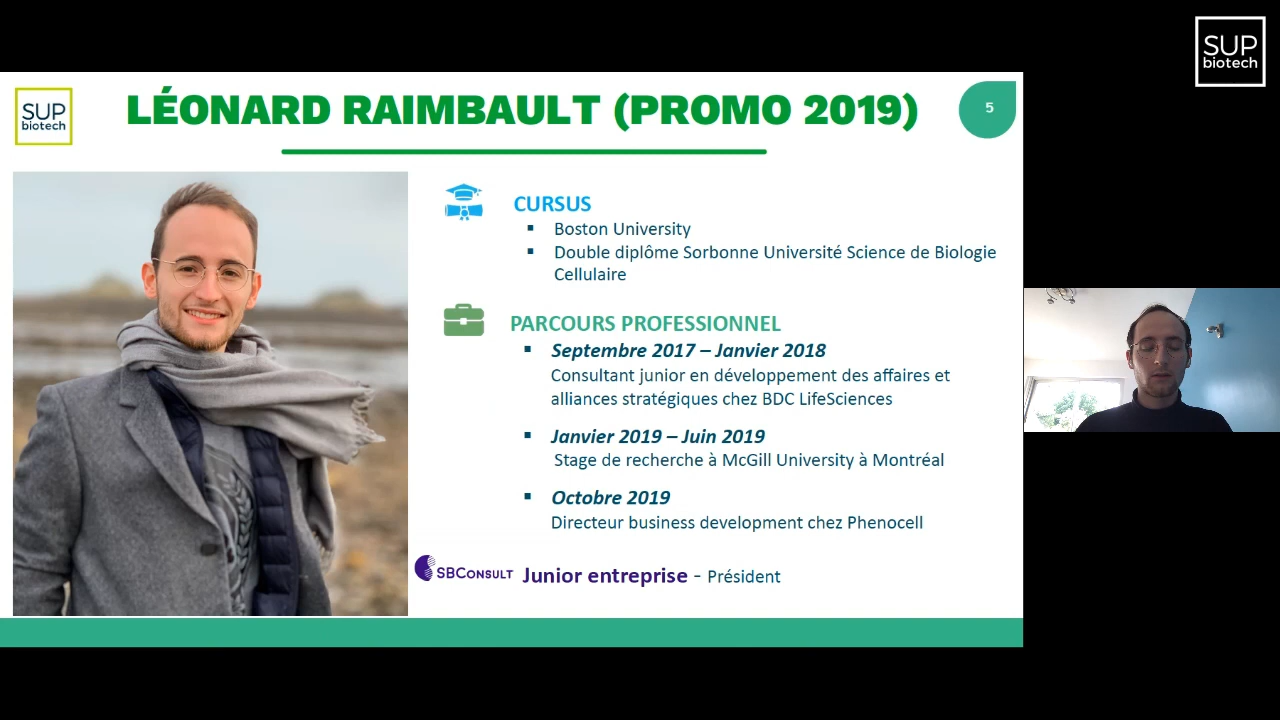 SUP
biotech
SUP
biotech
LÉONARD RAIMBAULT (PROMO 2019)
5
CURSUS
▪ Boston University
▪ Double diplôme Sorbonne Université Science de Biologie
Cellulaire
PARCOURS PROFESSIONNEL
▪ Septembre 2017 – Janvier 2018
Consultant junior en développement des affaires et
alliances stratégiques chez BDC LifeSciences
▪ Janvier 2019 – Juin 2019
Stage de recherche à McGill University à Montréal
▪ Octobre 2019
Directeur business development chez Phenocell
SBCONSULT Junior entreprise - Président